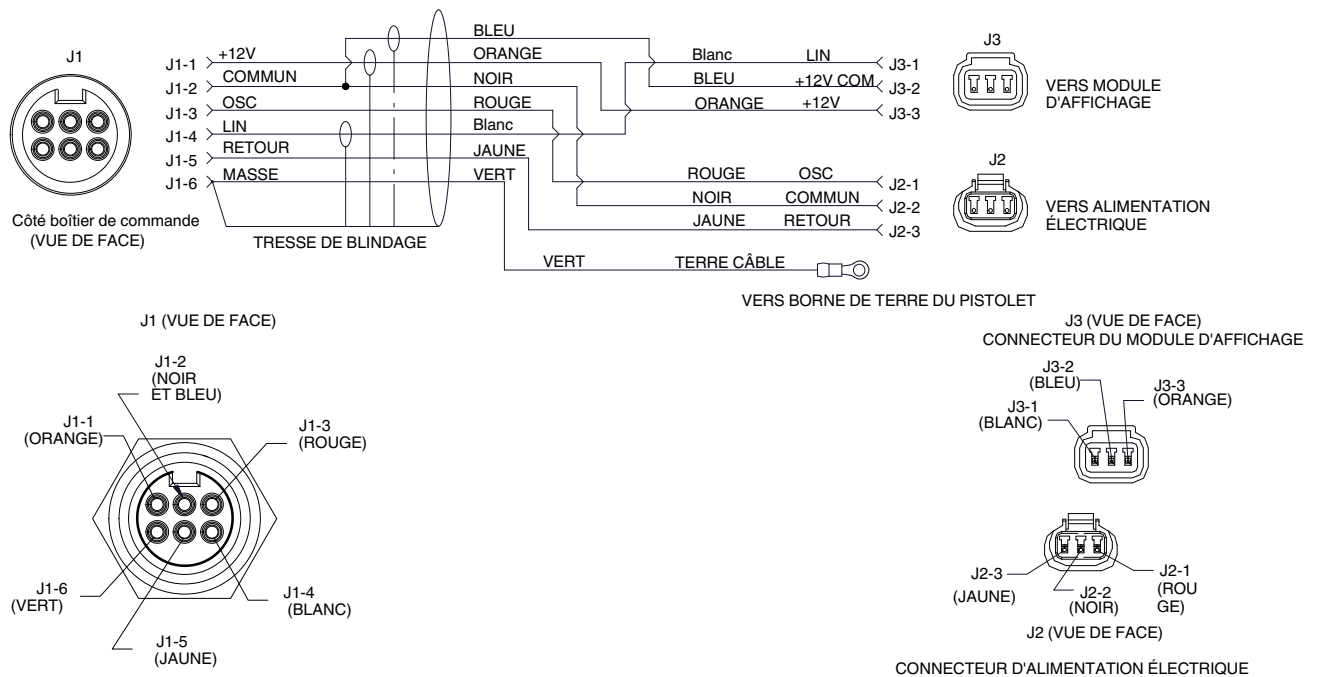 J1
J1-1 +12V
J1-2 COMMUN
J1-3 OSC
J1-4 LIN
J1-5 RETOUR
J1-6 MASSE
Côté boîtier de commande
(VUE DE FACE)
BLEU
ORANGE
NOIR
ROUGE
Blanc
JAUNE
VERT
TRESSE DE BLINDAGE
Blanc LIN J3-1
BLEU +12V COM J3-2
ORANGE +12V J3-3
J3
VERS MODULE
D'AFFICHAGE
ROUGE OSC J2-1
NOIR COMMUN J2-2
JAUNE RETOUR J2-3
J2
VERS ALIMENTATION
ÉLECTRIQUE
VERT TERRE CÂBLE
VERS BORNE DE TERRE DU PISTOLET
J1 (VUE DE FACE)
J1-2
(NOIR
ET BLEU)
J1-1
(ORANGE)
J1-3
(ROUGE)
J1-6
(VERT)
J1-4
(BLANC)
J1-5
(JAUNE)
J3 (VUE DE FACE)
CONNECTEUR DU MODULE D'AFFICHAGE
J3-2
(BLEU)
J3-3
(ORANGE)
J3-1
(BLANC)
J2-3
(JAUNE)
J2-2
(NOIR)
J2-1
(ROU
GE)
J2 (VUE DE FACE)
CONNECTEUR D'ALIMENTATION ÉLECTRIQUE